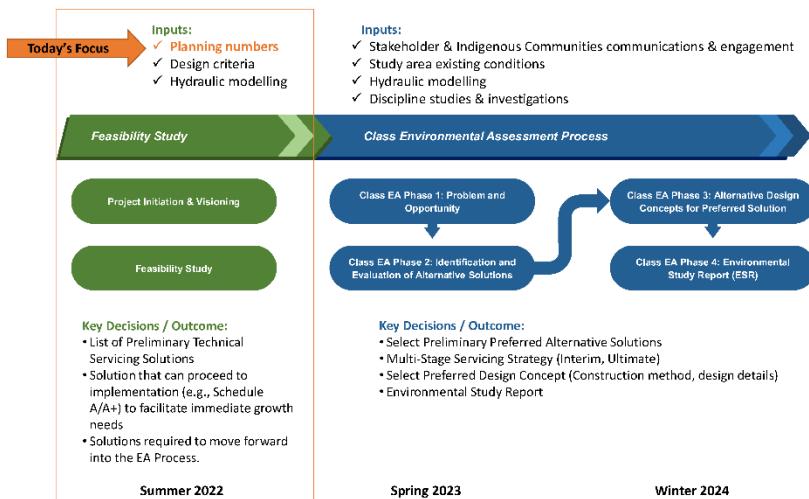 Today's Focus
Inputs:
✓ Planning numbers
✓ Design criteria
✓ Hydraulic modelling
Inputs:
✓ Stakeholder & Indigenous Communities communications & engagement
✓ Study area existing conditions
✓ Hydraulic modelling
✓ Discipline studies & investigations
Feasibility Study
Class Environmental Assessment Process
Project Initiation & Visioning
Feasibility Study
Class EA Phase 1: Problem and
Opportunity
Class EA Phase 2: Identification and
Evaluation of Alternative Solutions
Class EA Phase 3: Alternative Design
Concepts for Preferred Solution
Class EA Phase 4: Environmental
Study Report (ESR)
Key Decisions / Outcome:
• List of Preliminary Technical
Servicing Solutions
• Solution that can proceed to
implementation (e.g., Schedule
A/A+) to facilitate immediate growth
needs
• Solutions required to move forward
into the EA Process.
Key Decisions / Outcome:
• Select Preliminary Preferred Alternative Solutions
• Multi-Stage Servicing Strategy (Interim, Ultimate)
• Select Preferred Design Concept (Construction method, design details)
• Environmental Study Report
Summer 2022
Spring 2023
Winter 2024